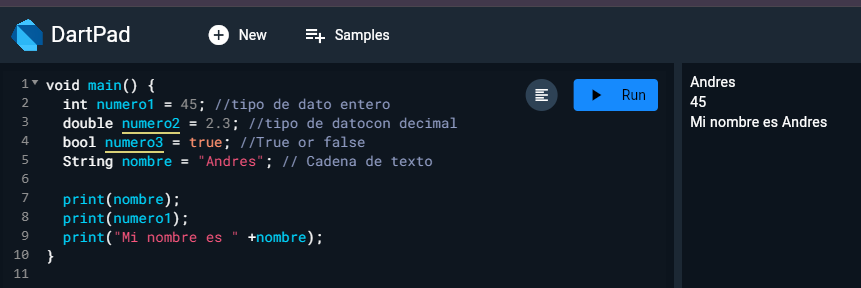 DartPad
New
Samples
1 void main() {
2 int numero1 = 45; //tipo de dato entero
3 double numero2 = 2.3; //tipo de datocon decimal
4 bool numero3 = true; //True or false
5 String nombre = "Andres"; // Cadena de texto
6
7 print(nombre);
8 print(numero1);
9 print("Mi nombre es " +nombre);
10 }
11
Run
Andres
45
Mi nombre es Andres